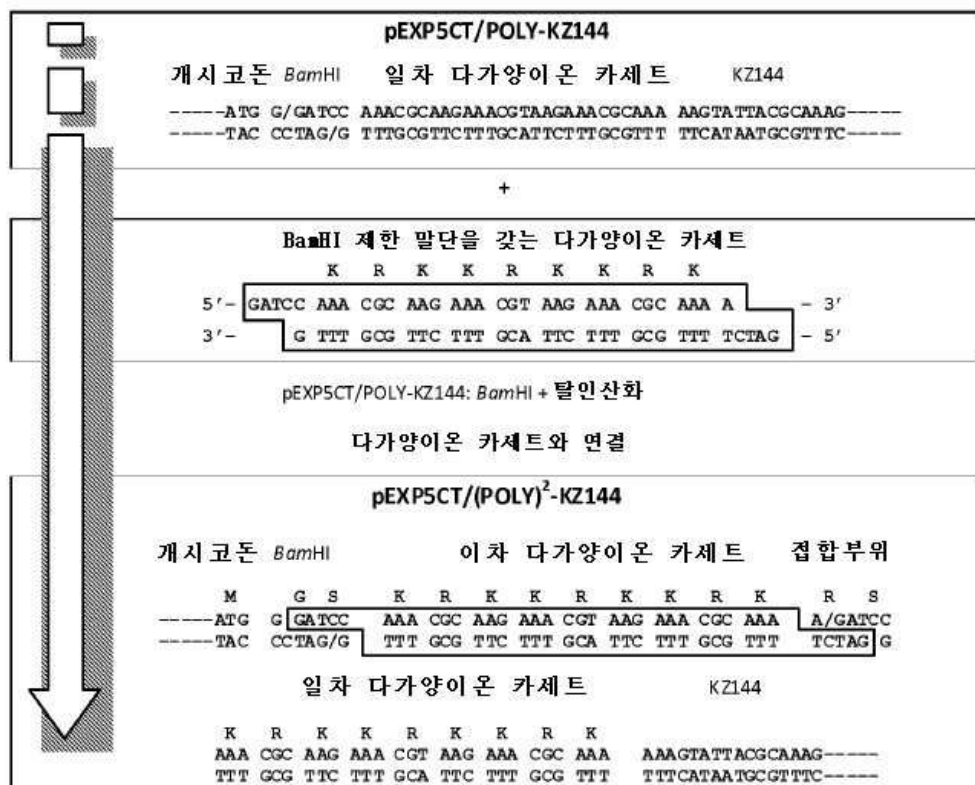 pEXP5CT/POLY-KZ144
개시코돈 BamHI 일차 다가양이온 카세트 KZ144
-----ATG G/GATCC AAACGCAAGAAACGTAAGAAACGCAAA AAGTATTACGCAAAG-----
-----TAC CCTAG/G TTTGCGTTCTTTGCATTCTTTGCGTTT TTCATAATGCGTTTC-----
+
BamHI 제한 말단을 갖는 다가양이온 카세트
K R K K R K K R K
5'- GATCC AAA CGC AAG AAA CGT AAG AAA CGC AAA A - 3'
3'- G TTT GCG TTC TTT GCA TTC TTT GCG TTT TCTAG - 5'
pEXP5CT/POLY-KZ144: BamHI + 탈인산화
다가양이온 카세트와 연결
pEXP5CT/(POLY)²-KZ144
개시코돈 BamHI 이차 다가양이온 카세트 접합부위
M G S K R K K R K K R K R S
-----ATG G GATCC AAA CGC AAG AAA CGT AAG AAA CGC AAA A/GATCC
-----TAC CCTAG/G TTT GCG TTC TTT GCA TTC TTT GCG TTT TCTAG G
일차 다가양이온 카세트 KZ144
K R K K R K K R K
AAA CGC AAG AAA CGT AAG AAA CGC AAA AAAGTATTACGCAAAG-----
TTT GCG TTC TTT GCA TTC TTT GCG TTT TTTCATAATGCGTTTC-----